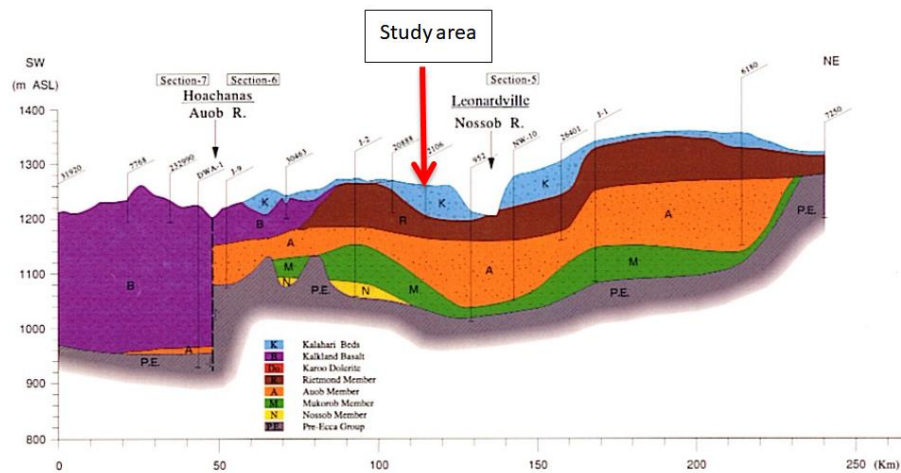 Study area
SW
NE
(m ASL)
Section-7
Section-6
Section-5
Hoachanas
Auob R.
Leonardville
Nossob R.
31920
7788
232990
DWA-1
J-9
30463
J-2
20888
2106
952
NW-10
26401
J-1
6180
7250
1400
1300
1200
1100
1000
900
800
K
B
R
K
K
A
M
N
P.E.
N
M
A
M
A
P.E.
P.E.
B
A
P.E.
K Kalahari Beds
B Kalkland Basalt
Do Karoo Dolerite
R Rietmond Member
A Auob Member
M Mukorob Member
N Nossob Member
P.E. Pre-Ecca Group
0
50
100
150
200
250 (Km)